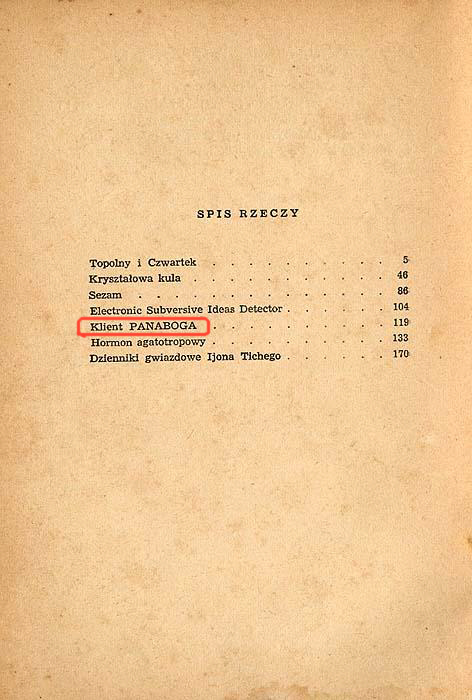 SPIS RZECZY
Topolny i Czwartek . . . . . . . . . . . 5
Kryształowa kula . . . . . . . . . . . . 46
Sezam . . . . . . . . . . . . . . . 86
Electronic Subversive Ideas Detector . . . . . . 104
Klient PANABOGA . . . . . . . . . . . 119
Hormon agatotropowy . . . . . . . . . . . 133
Dzienniki gwiazdowe Ijona Tichego . . . . . . 170